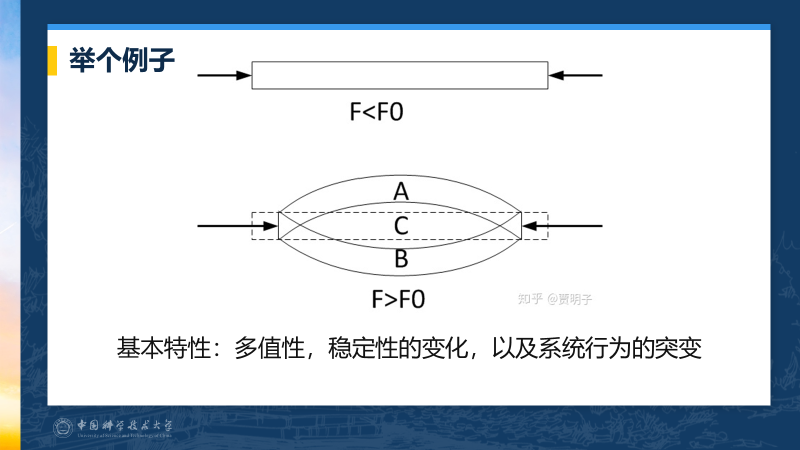 举个例子
F<F0
A
C
B
F>F0
知乎 @贾明子
基本特性：多值性，稳定性的变化，以及系统行为的突变
中国科学技术大学
University of Science and Technology of China